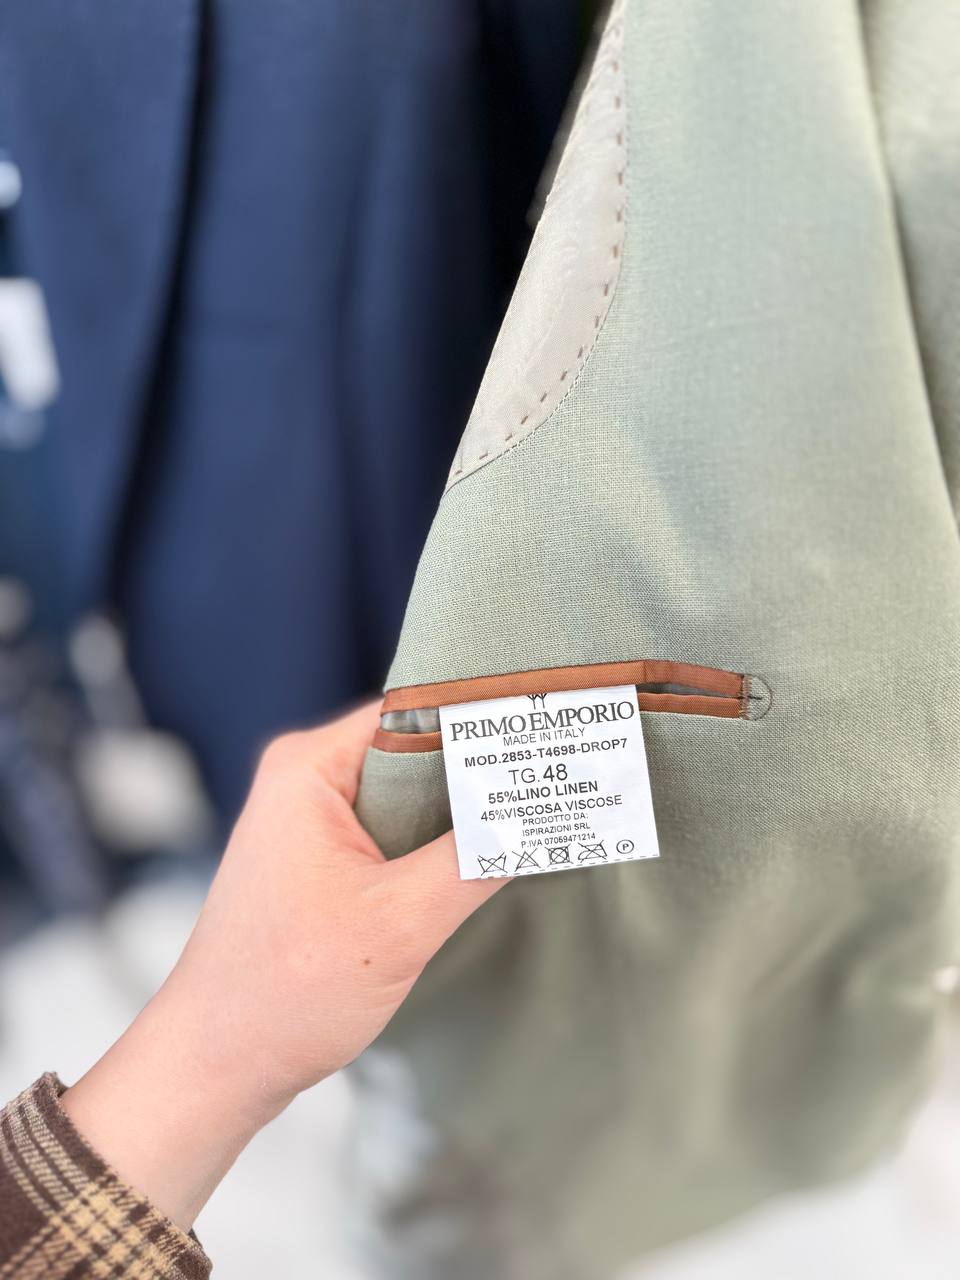 PRIMO EMPORIO
MADE IN ITALY
MOD.2853-T4698-DROP7
TG.48
55%LINO LINEN
45%VISCOSA VISCOSE
PRODOTTO DA:
ISPIRAZIONI SRL
P.IVA 07059471214
P